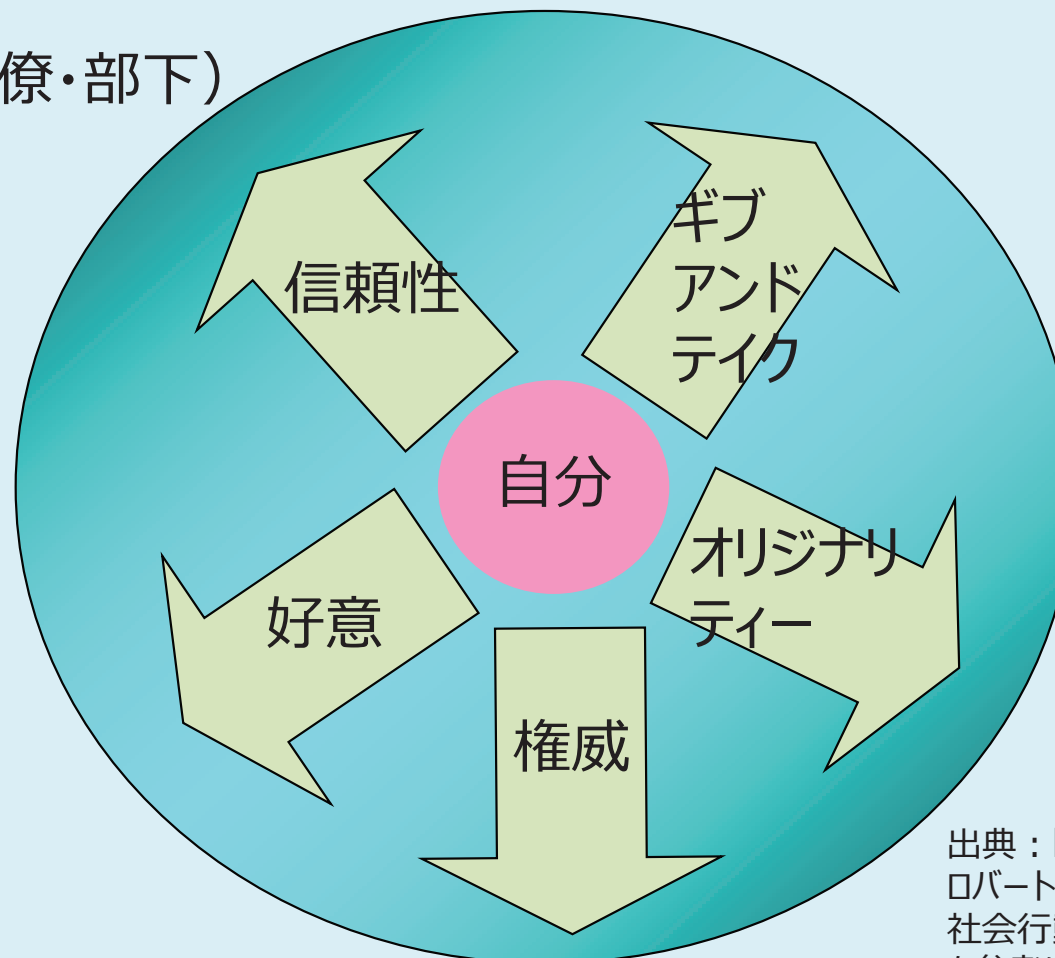 僚・部下）
信頼性
ギブ
アンド
テイク
自分
オリジナリ
ティー
好意
権威
出典：
ロバート
社会行